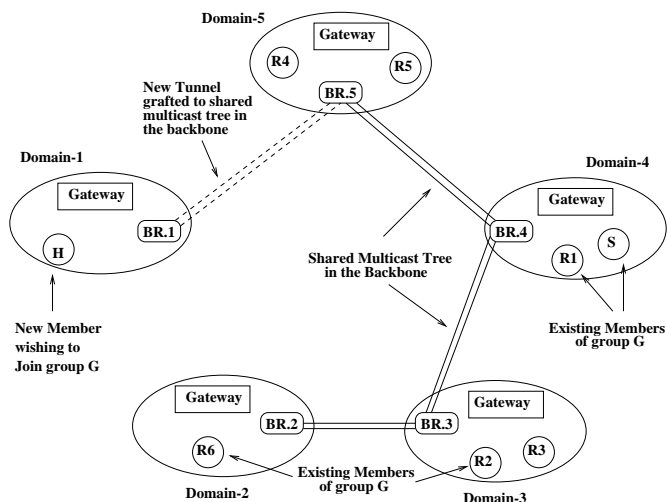 Domain-5
Gateway
R4
R5
BR.5
New Tunnel
grafted to shared
multicast tree in
the backbone
Domain-1
Gateway
BR.1
H
New Member
wishing to
Join group G
Domain-4
Gateway
BR.4
S
R1
Existing Members
of group G
Shared Multicast Tree
in the Backbone
Gateway
BR.2
R6
Domain-2
Existing Members
of group G
Gateway
BR.3
R2
R3
Domain-3